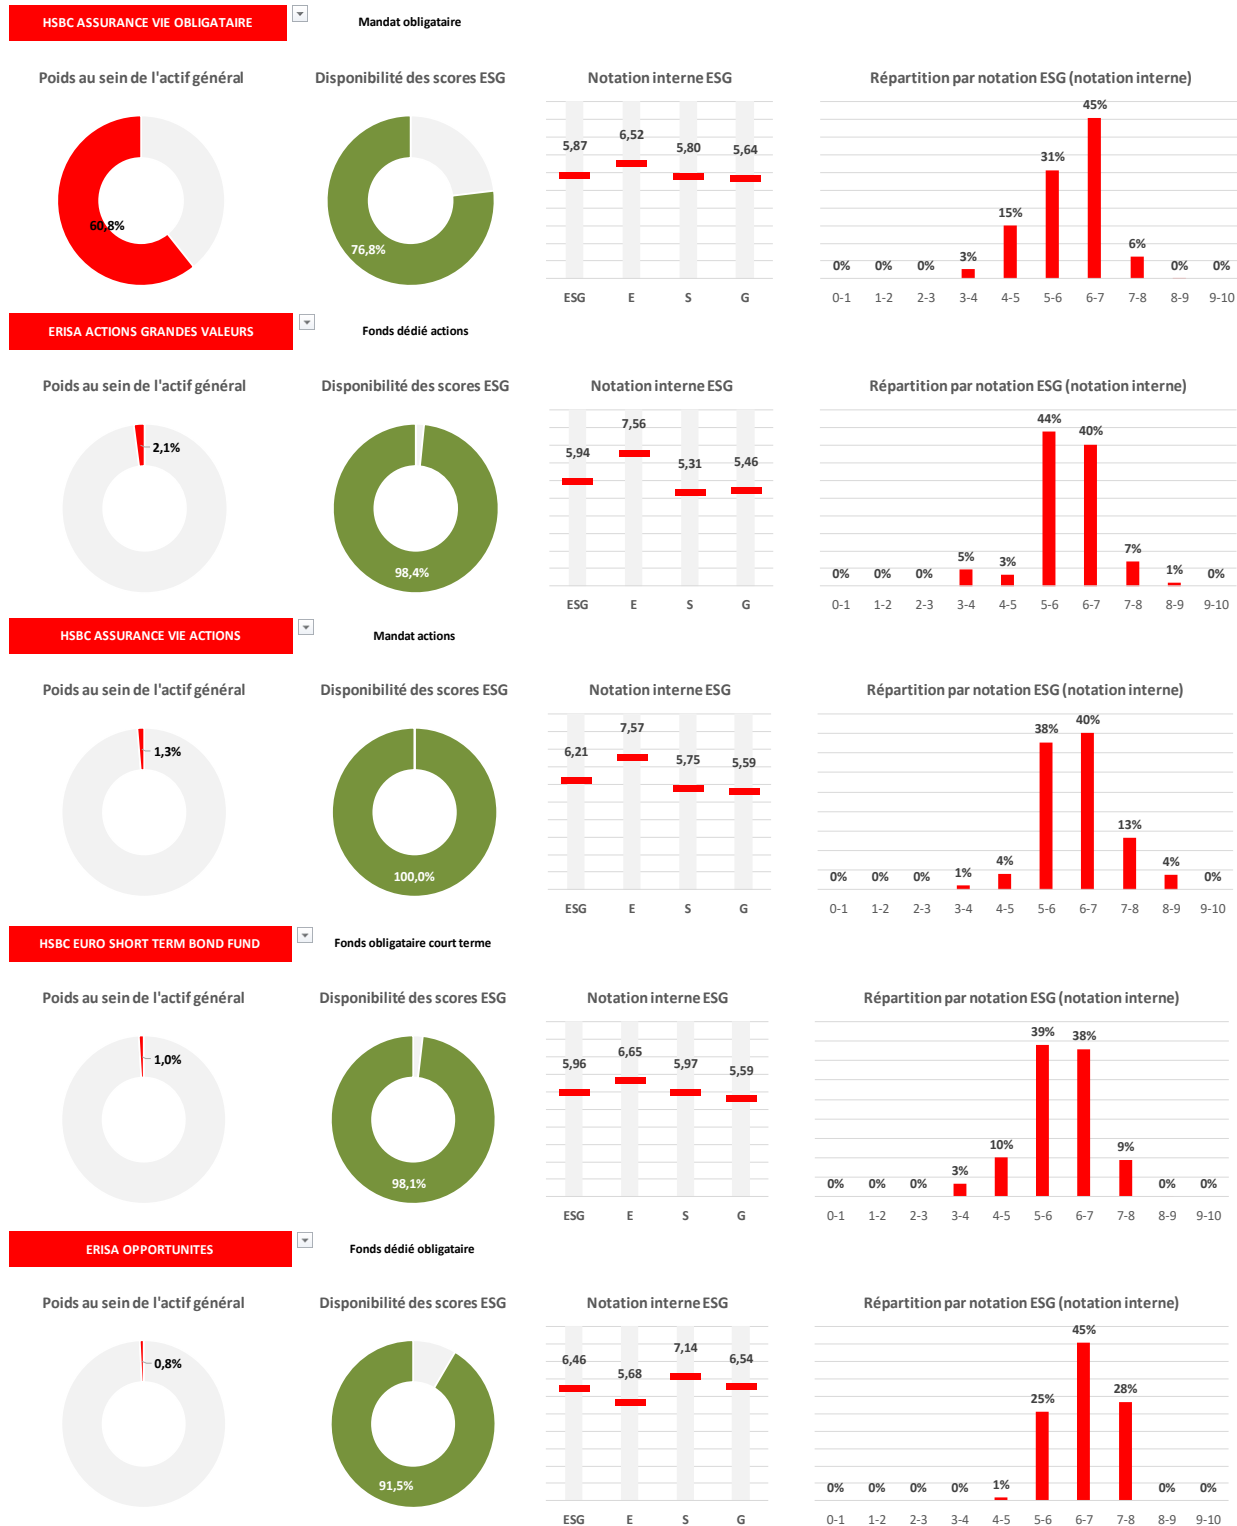 HSBC ASSURANCE VIE OBLIGATAIRE
Mandat obligataire
Poids au sein de l'actif général
Disponibilité des scores ESG
Notation interne ESG
Répartition par notation ESG (notation interne)
60,8%
76,8%
5,87 6,52 5,80 5,64
ESG E S G
0% 0% 0% 3% 15% 31% 45% 6% 0% 0%
0-1 1-2 2-3 3-4 4-5 5-6 6-7 7-8 8-9 9-10
ERISA ACTIONS GRANDES VALEURS
Fonds dédié actions
Poids au sein de l'actif général
Disponibilité des scores ESG
Notation interne ESG
Répartition par notation ESG (notation interne)
2,1%
98,4%
5,94 7,56 5,31 5,46
ESG E S G
0% 0% 0% 5% 3% 44% 40% 7% 1% 0%
0-1 1-2 2-3 3-4 4-5 5-6 6-7 7-8 8-9 9-10
HSBC ASSURANCE VIE ACTIONS
Mandat actions
Poids au sein de l'actif général
Disponibilité des scores ESG
Notation interne ESG
Répartition par notation ESG (notation interne)
1,3%
100,0%
6,21 7,57 5,75 5,59
ESG E S G
0% 0% 0% 1% 4% 38% 40% 13% 4% 0%
0-1 1-2 2-3 3-4 4-5 5-6 6-7 7-8 8-9 9-10
HSBC EURO SHORT TERM BOND FUND
Fonds obligataire court terme
Poids au sein de l'actif général
Disponibilité des scores ESG
Notation interne ESG
Répartition par notation ESG (notation interne)
1,0%
98,1%
5,96 6,65 5,97 5,59
ESG E S G
0% 0% 0% 3% 10% 39% 38% 9% 0% 0%
0-1 1-2 2-3 3-4 4-5 5-6 6-7 7-8 8-9 9-10
ERISA OPPORTUNITES
Fonds dédié obligataire
Poids au sein de l'actif général
Disponibilité des scores ESG
Notation interne ESG
Répartition par notation ESG (notation interne)
0,8%
91,5%
6,46 5,68 7,14 6,54
ESG E S G
0% 0% 0% 0% 1% 25% 45% 28% 0% 0%
0-1 1-2 2-3 3-4 4-5 5-6 6-7 7-8 8-9 9-10